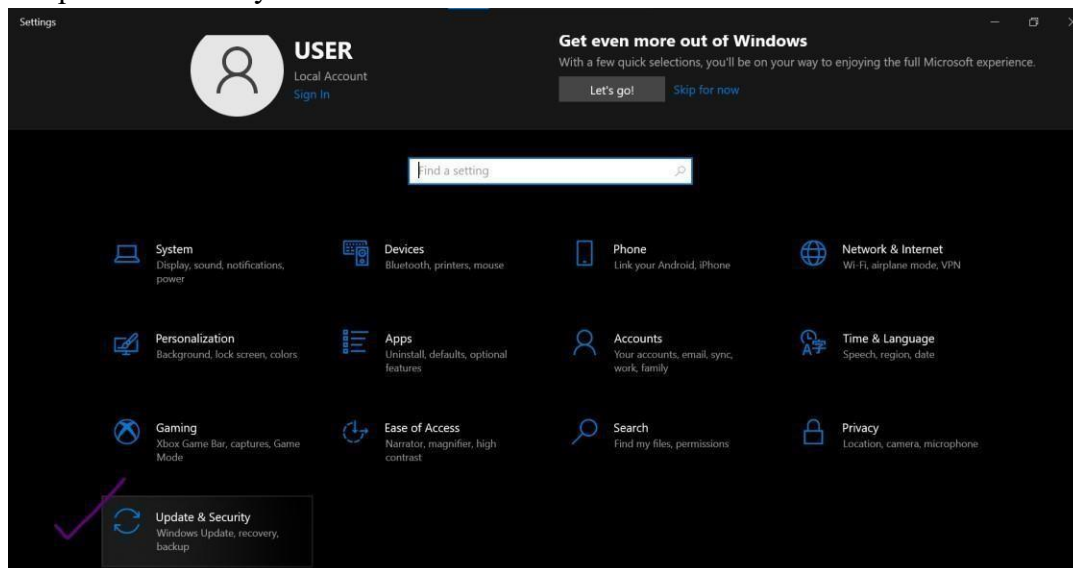 Settings
USER
Local Account
Sign In
Get even more out of Windows
With a few quick selections, you'll be on your way to enjoying the full Microsoft experience.
Let's go! Skip for now
Find a setting
System
Display, sound, notifications,
power
Devices
Bluetooth, printers, mouse
Phone
Link your Android, iPhone
Network & Internet
Wi-Fi, airplane mode, VPN
Personalization
Background, lock screen, colors
Apps
Uninstall, defaults, optional
features
Accounts
Your accounts, email, sync,
work, family
Time & Language
Speech, region, date
Gaming
Xbox Game Bar, captures, Game
Mode
Ease of Access
Narrator, magnifier, high
contrast
Search
Find my files, permissions
Privacy
Location, camera, microphone
Update & Security
Windows Update, recovery,
backup